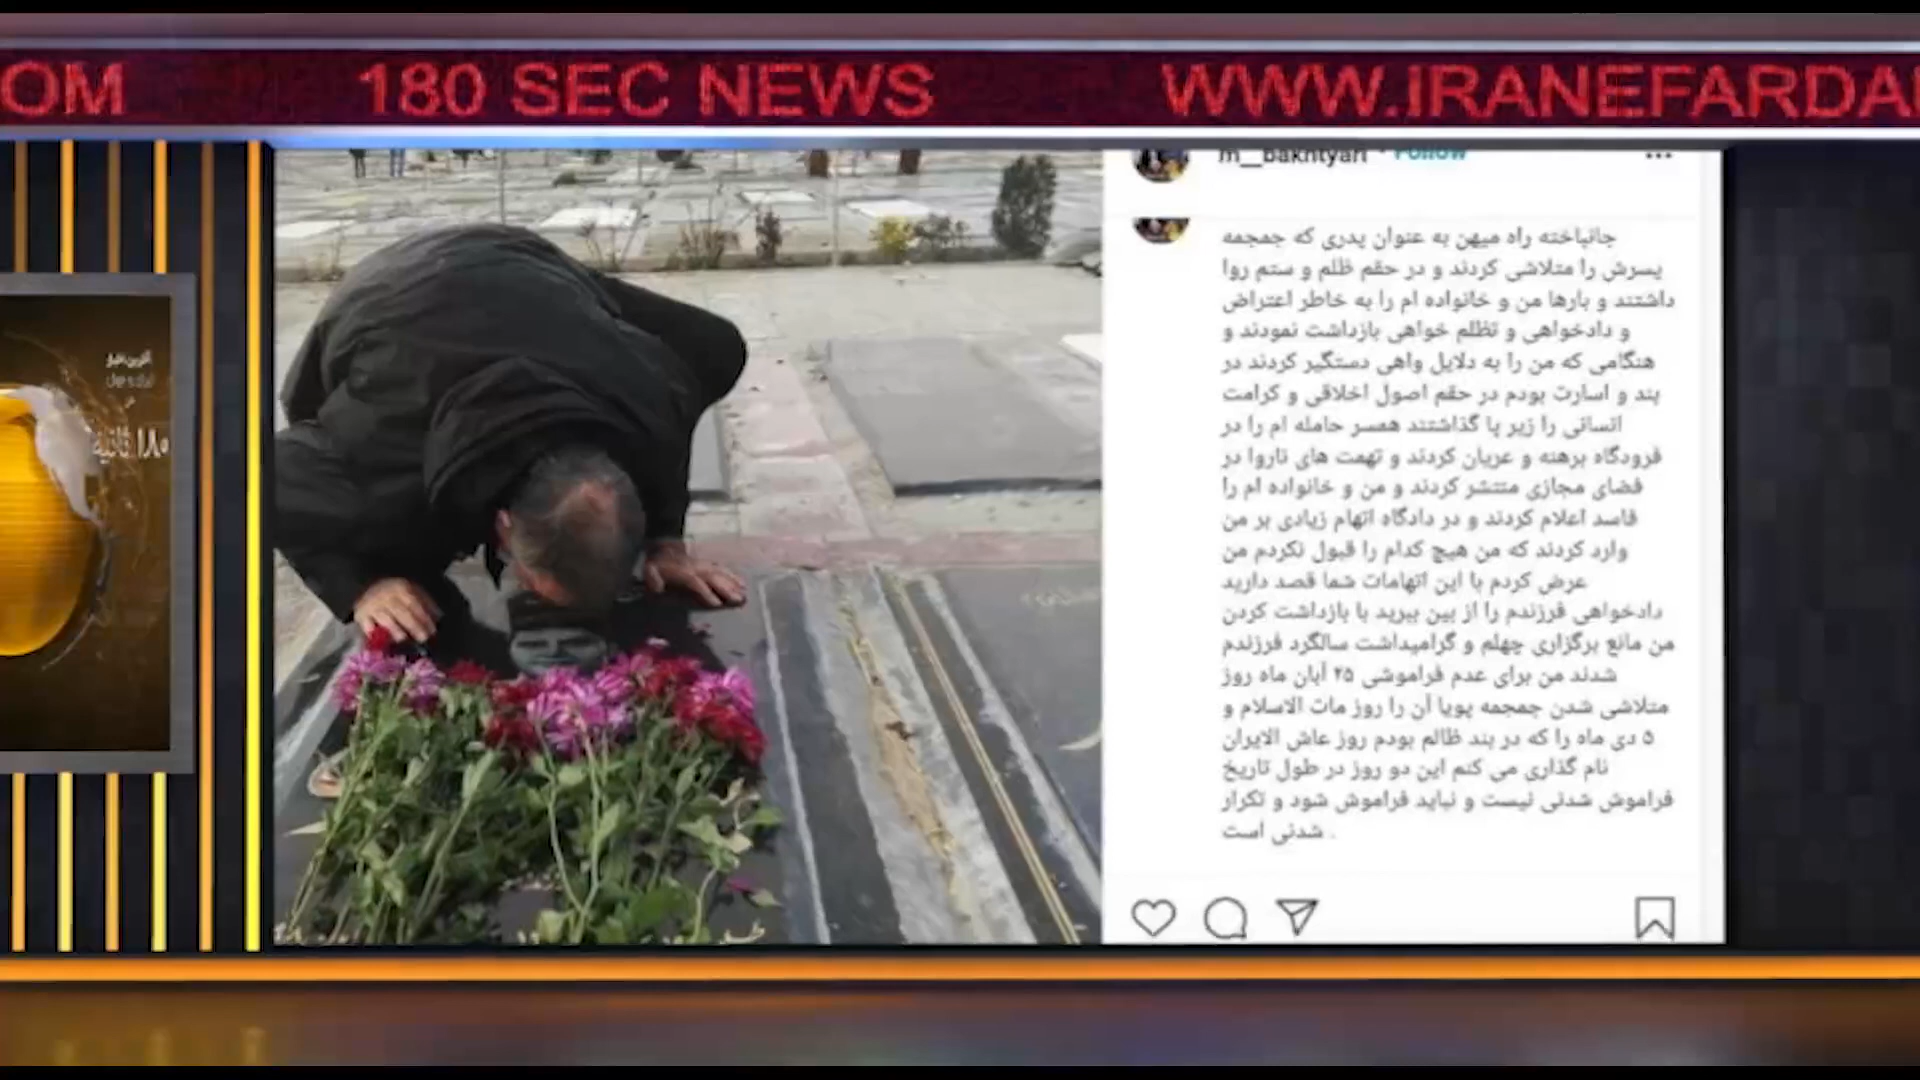 OM 180 SEC NEWS WWW.IRANEFARDA
m__bakhtyari • Follow
جانباخته راه میهن به عنوان پدری که جمجمه
پسرش را متلاشی کردند و در حقم ظلم و ستم روا
داشتند و بارها من و خانواده ام را به خاطر اعتراض
و دادخواهی و تظلم خواهی بازداشت نمودند و
هنگامی که من را به دلایل واهی دستگیر کردند در
بند و اسارت بودم در حقم اصول اخلاقی و کرامت
انسانی را زیر پا گذاشتند همسر حامله ام را در
فرودگاه برهنه و عریان کردند و تهمت های ناروا در
فضای مجازی منتشر کردند و من و خانواده ام را
فاسد اعلام کردند و در دادگاه اتهام زیادی بر من
وارد کردند که من هیچ کدام را قبول نکردم من
عرض کردم با این اتهامات شما قصد دارید
دادخواهی فرزندم را از بین ببرید با بازداشت کردن
من مانع برگزاری چهلم و گرامیداشت سالگرد فرزندم
شدند من برای عدم فراموشی ۲۵ آبان ماه روز
متلاشی شدن جمجمه پویا آن را روز مات الاسلام و
۵ دی ماه را که در بند ظالم بودم روز عاش الایران
نام گذاری می کنم این دو روز در طول تاریخ
فراموش شدنی نیست و نباید فراموش شود و تکرار
شدنی است .
آخرین اخبار
۱۸۰ ثانیه